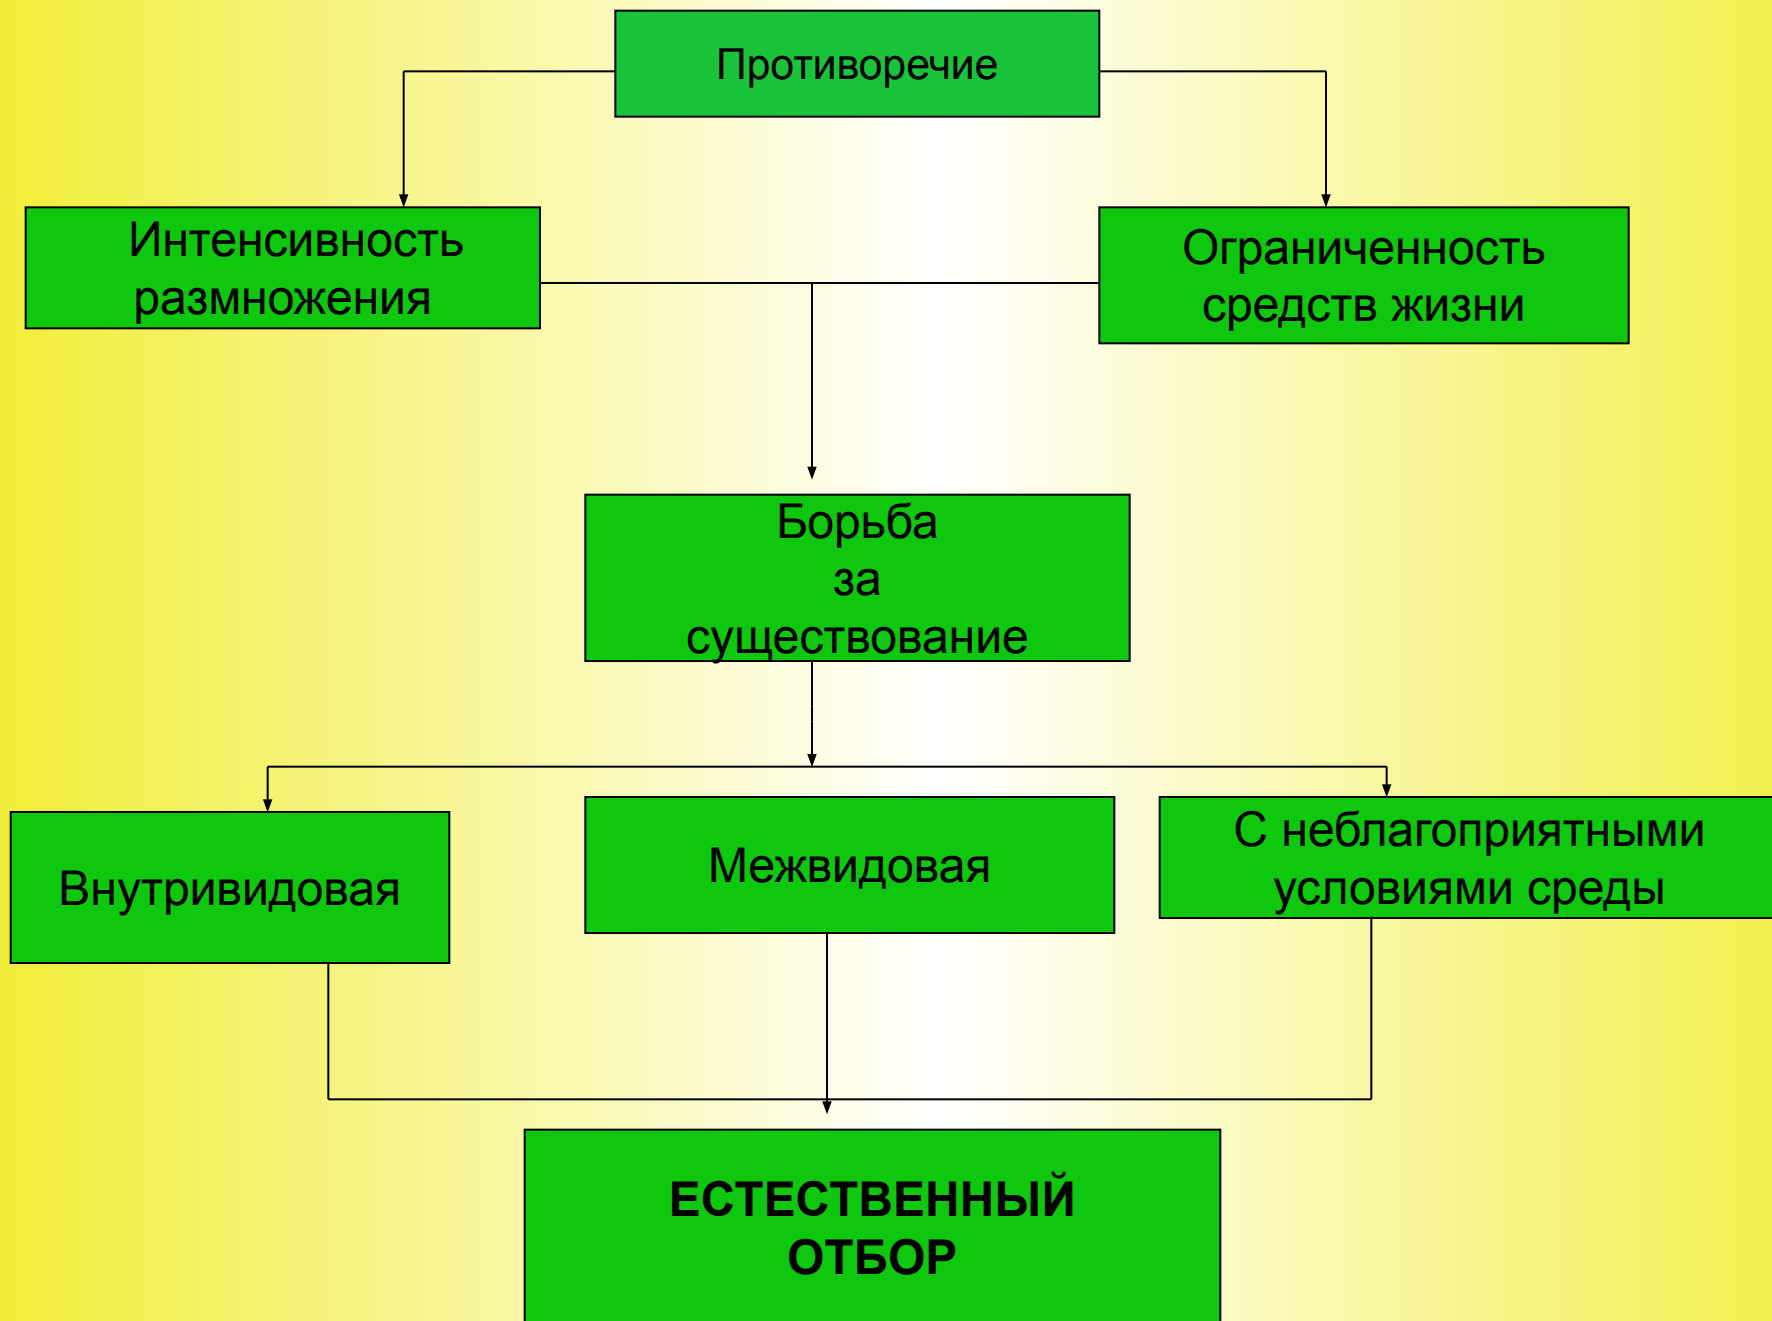 Противоречие
Интенсивность
размножения
Ограниченность
средств жизни
Борьба
за
существование
Внутривидовая
Межвидовая
С неблагоприятными
условиями среды
ЕСТЕСТВЕННЫЙ
ОТБОР